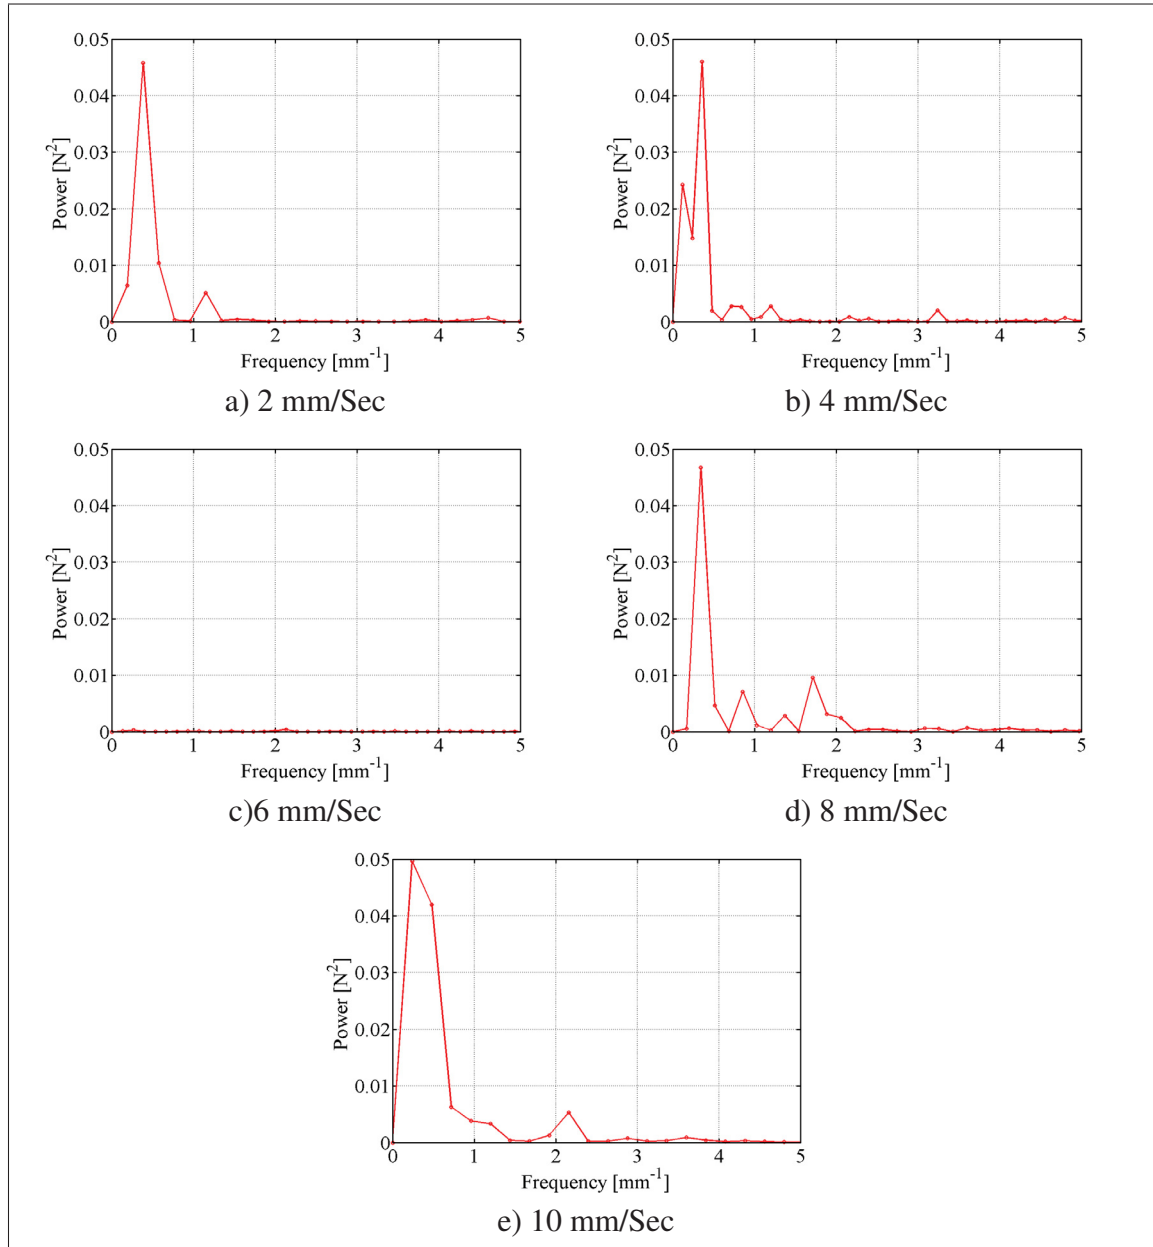 0.05
0.04
0.03
0.02
0.01
0
Power [N²]
0 1 2 3 4 5
Frequency [mm⁻¹]
a) 2 mm/Sec
0.05
0.04
0.03
0.02
0.01
0
Power [N²]
0 1 2 3 4 5
Frequency [mm⁻¹]
b) 4 mm/Sec
0.05
0.04
0.03
0.02
0.01
0
Power [N²]
0 1 2 3 4 5
Frequency [mm⁻¹]
c)6 mm/Sec
0.05
0.04
0.03
0.02
0.01
0
Power [N²]
0 1 2 3 4 5
Frequency [mm⁻¹]
d) 8 mm/Sec
0.05
0.04
0.03
0.02
0.01
0
Power [N²]
0 1 2 3 4 5
Frequency [mm⁻¹]
e) 10 mm/Sec